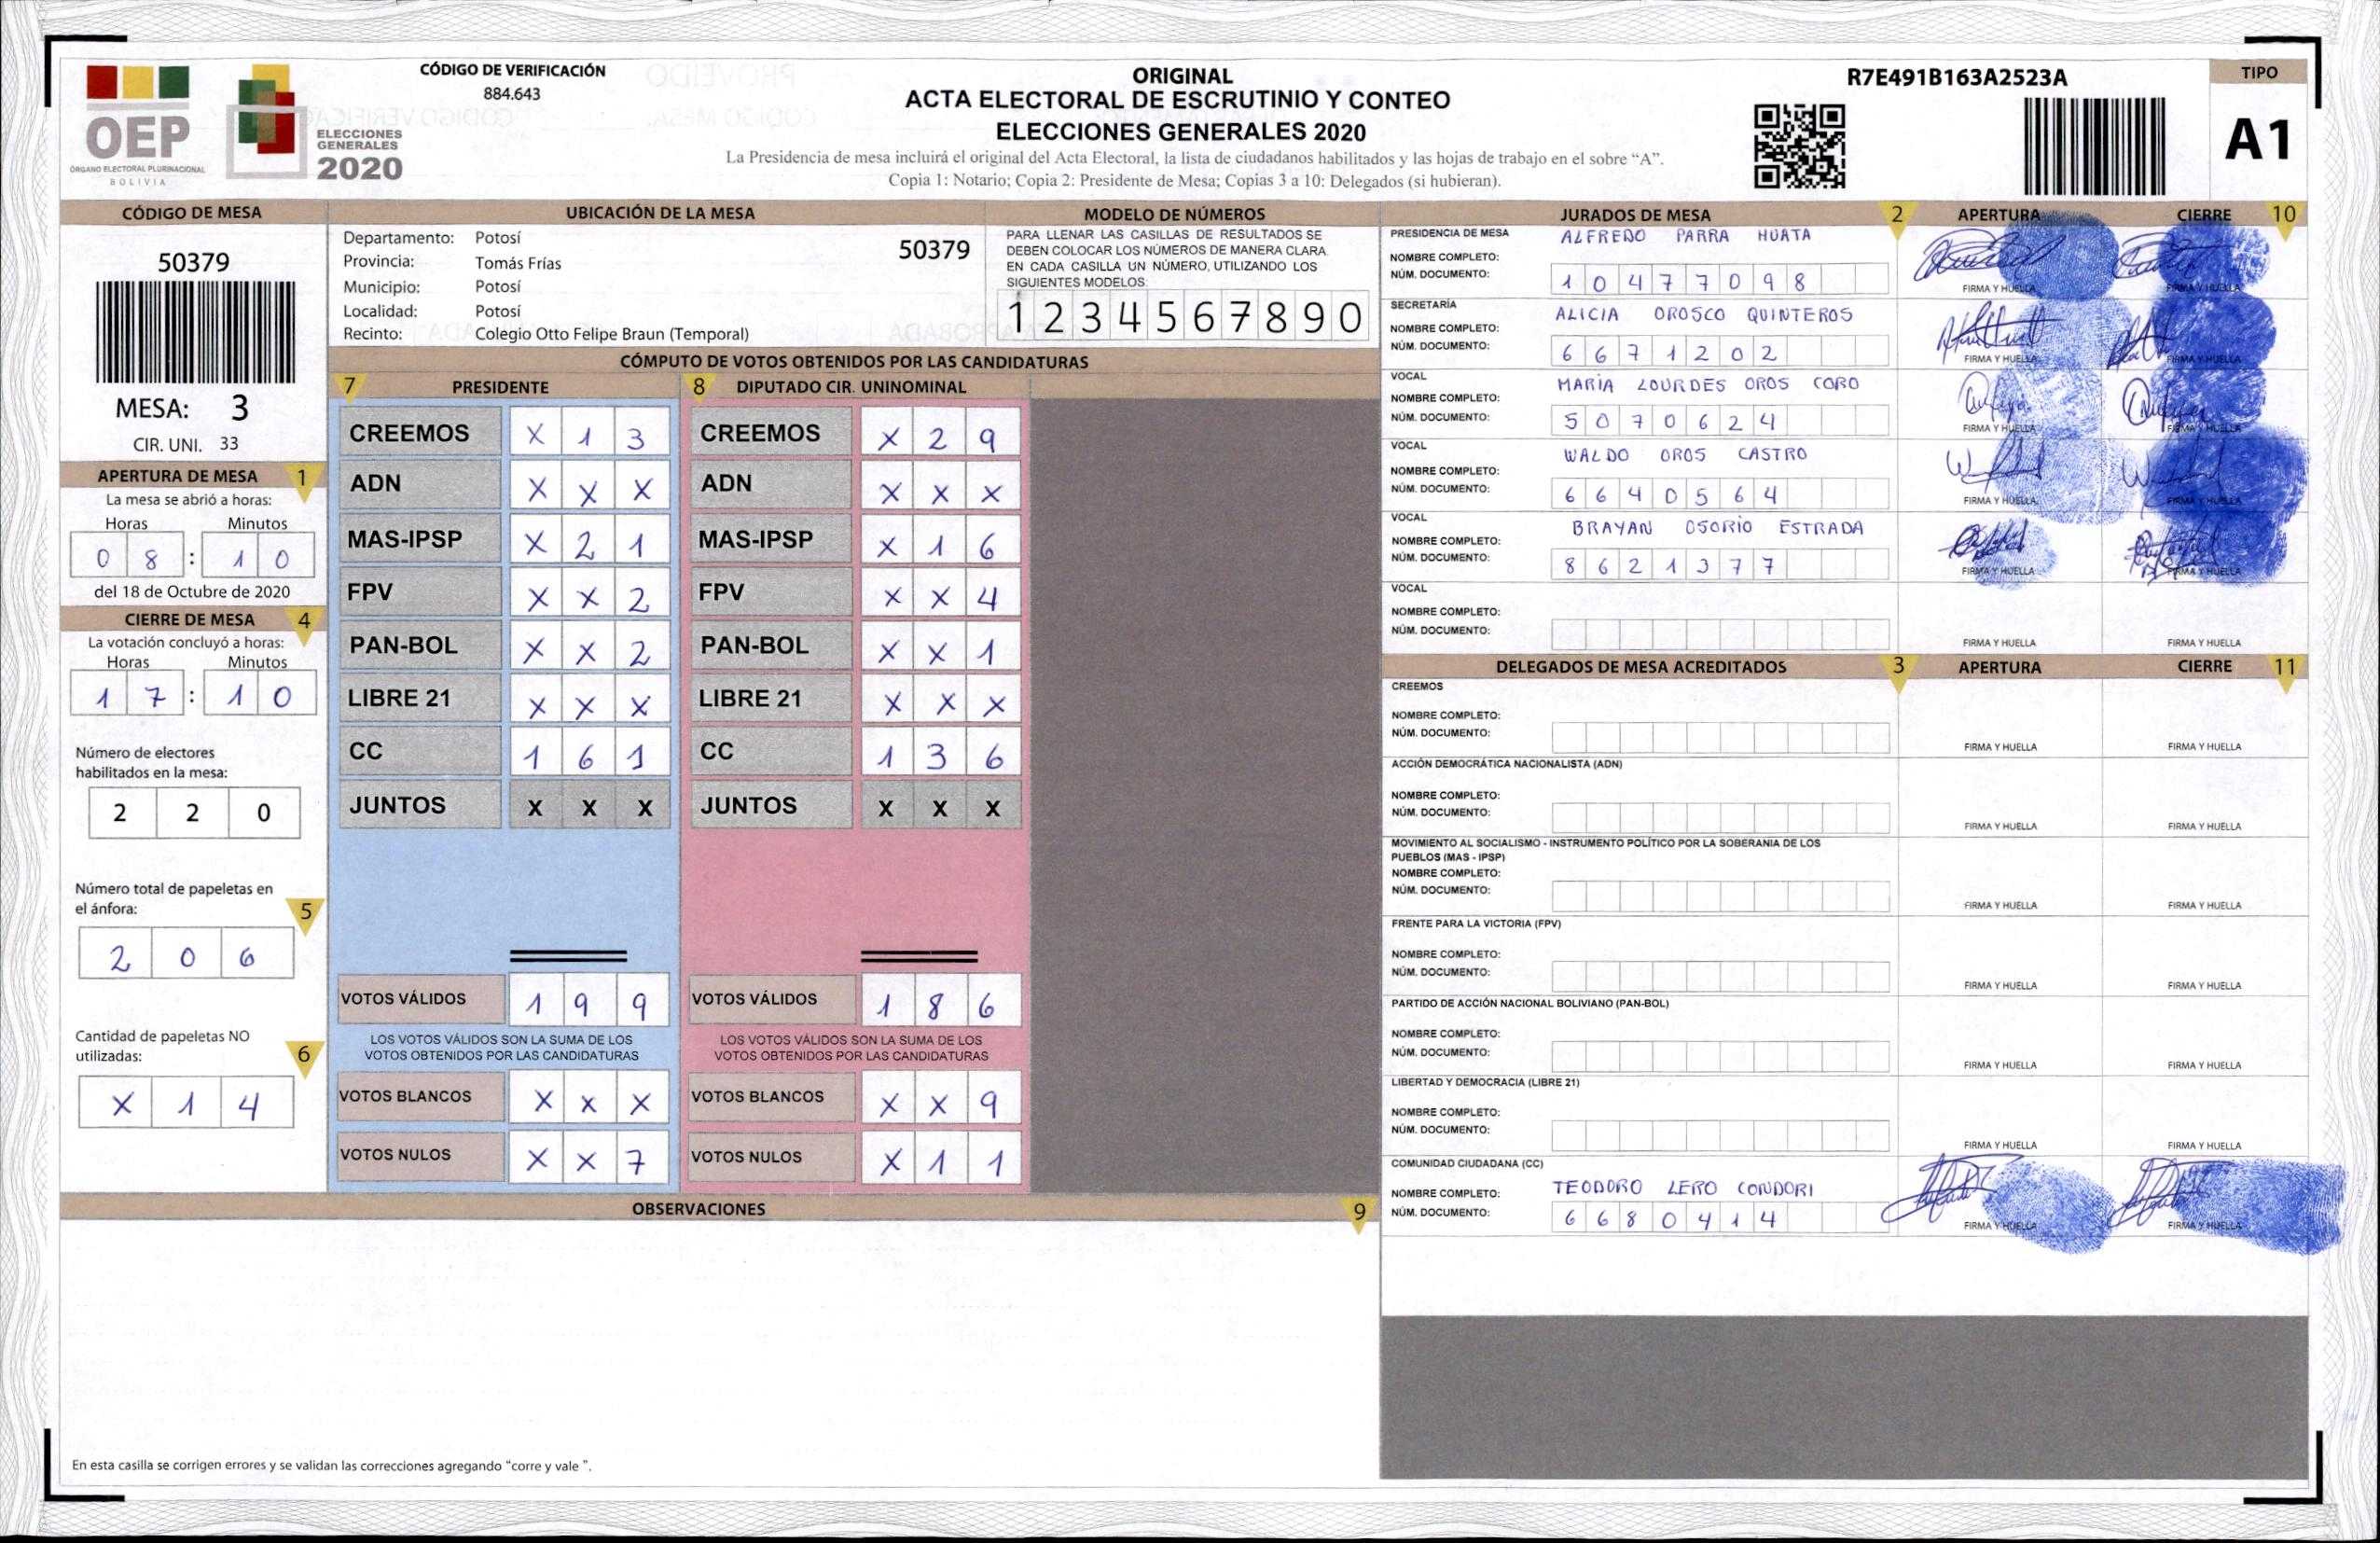 OEP
ÓRGANO ELECTORAL PLURINACIONAL
BOLIVIA
ELECCIONES
GENERALES
2020
CÓDIGO DE VERIFICACIÓN
884.643
ORIGINAL
ACTA ELECTORAL DE ESCRUTINIO Y CONTEO
ELECCIONES GENERALES 2020
La Presidencia de mesa incluirá el original del Acta Electoral, la lista de ciudadanos habilitados y las hojas de trabajo en el sobre “A”.
Copia 1: Notario; Copia 2: Presidente de Mesa; Copias 3 a 10: Delegados (si hubieran).
R7E491B163A2523A
TIPO
A1
CÓDIGO DE MESA
50379
MESA: 3
CIR. UNI. 33
APERTURA DE MESA 1
La mesa se abrió a horas:
Horas Minutos
0 8 : 1 0
del 18 de Octubre de 2020
CIERRE DE MESA 4
La votación concluyó a horas:
Horas Minutos
1 7 : 1 0
Número de electores
habilitados en la mesa:
2 2 0
Número total de papeletas en
el ánfora: 5
2 0 6
Cantidad de papeletas NO
utilizadas: 6
X 1 4
UBICACIÓN DE LA MESA
Departamento: Potosí 50379
Provincia: Tomás Frías
Municipio: Potosí
Localidad: Potosí
Recinto: Colegio Otto Felipe Braun (Temporal)
MODELO DE NÚMEROS
PARA LLENAR LAS CASILLAS DE RESULTADOS SE
DEBEN COLOCAR LOS NÚMEROS DE MANERA CLARA.
EN CADA CASILLA UN NÚMERO, UTILIZANDO LOS
SIGUIENTES MODELOS:
1 2 3 4 5 6 7 8 9 0
CÓMPUTO DE VOTOS OBTENIDOS POR LAS CANDIDATURAS
7 PRESIDENTE
CREEMOS X 1 3
ADN X X X
MAS-IPSP X 2 1
FPV X X 2
PAN-BOL X X 2
LIBRE 21 X X X
CC 1 6 1
JUNTOS X X X
VOTOS VÁLIDOS 1 9 9
LOS VOTOS VÁLIDOS SON LA SUMA DE LOS
VOTOS OBTENIDOS POR LAS CANDIDATURAS
VOTOS BLANCOS X X X
VOTOS NULOS X X 7
8 DIPUTADO CIR. UNINOMINAL
CREEMOS X 2 9
ADN X X X
MAS-IPSP X 1 6
FPV X X 4
PAN-BOL X X 1
LIBRE 21 X X X
CC 1 3 6
JUNTOS X X X
VOTOS VÁLIDOS 1 8 6
LOS VOTOS VÁLIDOS SON LA SUMA DE LOS
VOTOS OBTENIDOS POR LAS CANDIDATURAS
VOTOS BLANCOS X X 9
VOTOS NULOS X 1 1
OBSERVACIONES 9
En esta casilla se corrigen errores y se validan las correcciones agregando “corre y vale ”.
JURADOS DE MESA 2 APERTURA CIERRE 10
PRESIDENCIA DE MESA ALFREDO PARRA HUATA
NOMBRE COMPLETO:
NÚM. DOCUMENTO: 1 0 4 7 7 0 9 8
FIRMA Y HUELLA FIRMA Y HUELLA
SECRETARÍA ALICIA OROSCO QUINTEROS
NOMBRE COMPLETO:
NÚM. DOCUMENTO: 6 6 7 1 2 0 2
FIRMA Y HUELLA FIRMA Y HUELLA
VOCAL MARIA LOURDES OROS CORO
NOMBRE COMPLETO:
NÚM. DOCUMENTO: 5 0 7 0 6 2 4
FIRMA Y HUELLA FIRMA Y HUELLA
VOCAL WALDO OROS CASTRO
NOMBRE COMPLETO:
NÚM. DOCUMENTO: 6 6 4 0 5 6 4
FIRMA Y HUELLA FIRMA Y HUELLA
VOCAL BRAYAN OSORIO ESTRADA
NOMBRE COMPLETO:
NÚM. DOCUMENTO: 8 6 2 1 3 7 7
FIRMA Y HUELLA FIRMA Y HUELLA
VOCAL
NOMBRE COMPLETO:
NÚM. DOCUMENTO:
FIRMA Y HUELLA FIRMA Y HUELLA
DELEGADOS DE MESA ACREDITADOS 3 APERTURA CIERRE 11
CREEMOS
NOMBRE COMPLETO:
NÚM. DOCUMENTO:
FIRMA Y HUELLA FIRMA Y HUELLA
ACCIÓN DEMOCRÁTICA NACIONALISTA (ADN)
NOMBRE COMPLETO:
NÚM. DOCUMENTO:
FIRMA Y HUELLA FIRMA Y HUELLA
MOVIMIENTO AL SOCIALISMO - INSTRUMENTO POLÍTICO POR LA SOBERANIA DE LOS
PUEBLOS (MAS - IPSP)
NOMBRE COMPLETO:
NÚM. DOCUMENTO:
FIRMA Y HUELLA FIRMA Y HUELLA
FRENTE PARA LA VICTORIA (FPV)
NOMBRE COMPLETO:
NÚM. DOCUMENTO:
FIRMA Y HUELLA FIRMA Y HUELLA
PARTIDO DE ACCIÓN NACIONAL BOLIVIANO (PAN-BOL)
NOMBRE COMPLETO:
NÚM. DOCUMENTO:
FIRMA Y HUELLA FIRMA Y HUELLA
LIBERTAD Y DEMOCRACIA (LIBRE 21)
NOMBRE COMPLETO:
NÚM. DOCUMENTO:
FIRMA Y HUELLA FIRMA Y HUELLA
COMUNIDAD CIUDADANA (CC)
NOMBRE COMPLETO: TEODORO LERO CONDORI
NÚM. DOCUMENTO: 6 6 8 0 4 1 4
FIRMA Y HUELLA FIRMA Y HUELLA